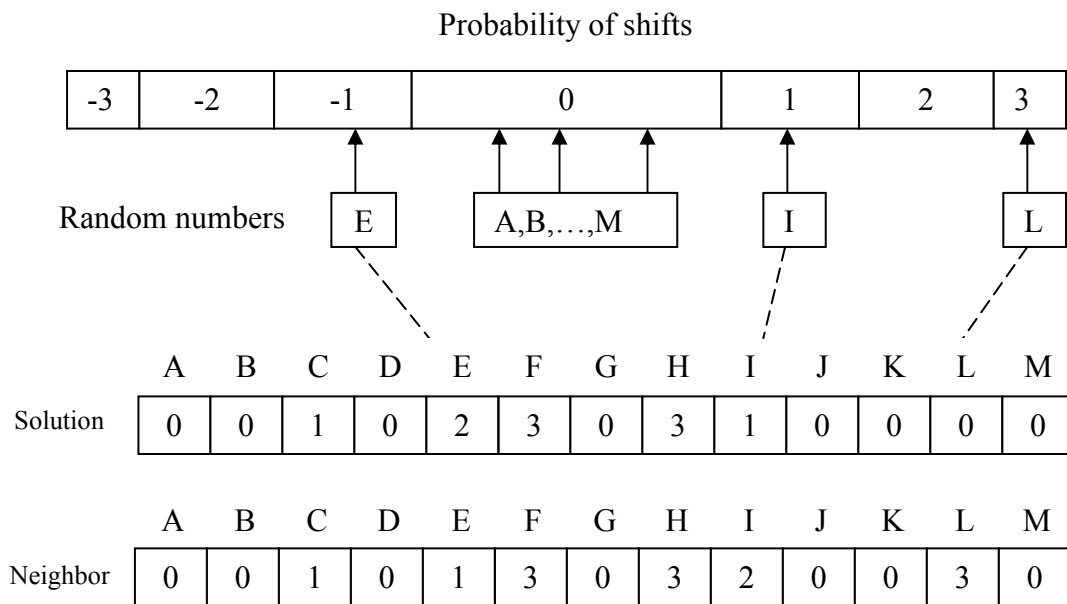 Probability of shifts
-3 -2 -1 0 1 2 3
Random numbers E A,B,…,M I L
A B C D E F G H I J K L M
Solution 0 0 1 0 2 3 0 3 1 0 0 0 0
A B C D E F G H I J K L M
Neighbor 0 0 1 0 1 3 0 3 2 0 0 3 0